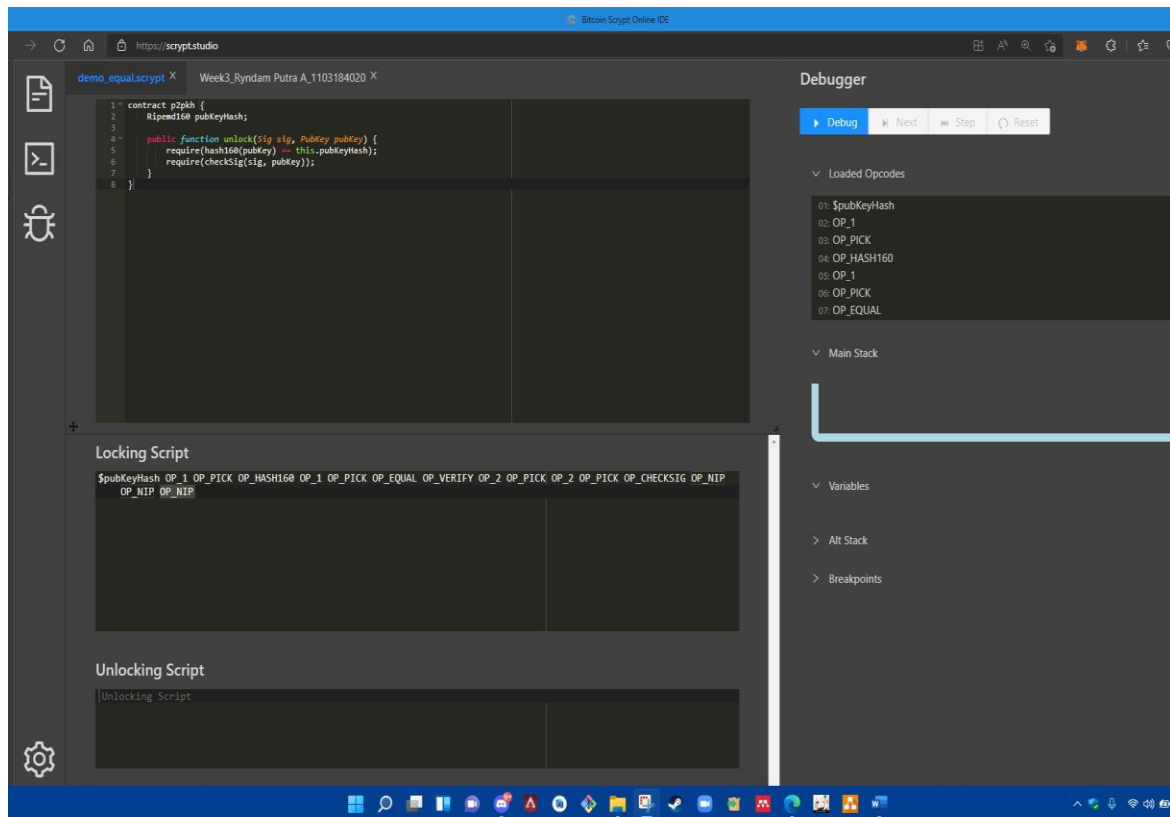 Bitcoin Scrypt Online IDE
https://scrypt.studio
demo_equal.scrypt X
Week3_Ryndam Putra A_1103184020 X
1 contract p2pkh {
2 Ripemd160 pubKeyHash;
3
4 public function unlock(Sig sig, PubKey pubKey) {
5 require(hash160(pubKey) == this.pubKeyHash);
6 require(checkSig(sig, pubKey));
7 }
8 }
Locking Script
$pubKeyHash OP_1 OP_PICK OP_HASH160 OP_1 OP_PICK OP_EQUAL OP_VERIFY OP_2 OP_PICK OP_2 OP_PICK OP_CHECKSIG OP_NIP
OP_NIP OP_NIP
Unlocking Script
Unlocking Script
Debugger
Debug Next Step Reset
Loaded Opcodes
01: $pubKeyHash
02: OP_1
03: OP_PICK
04: OP_HASH160
05: OP_1
06: OP_PICK
07: OP_EQUAL
Main Stack
Variables
Alt Stack
Breakpoints